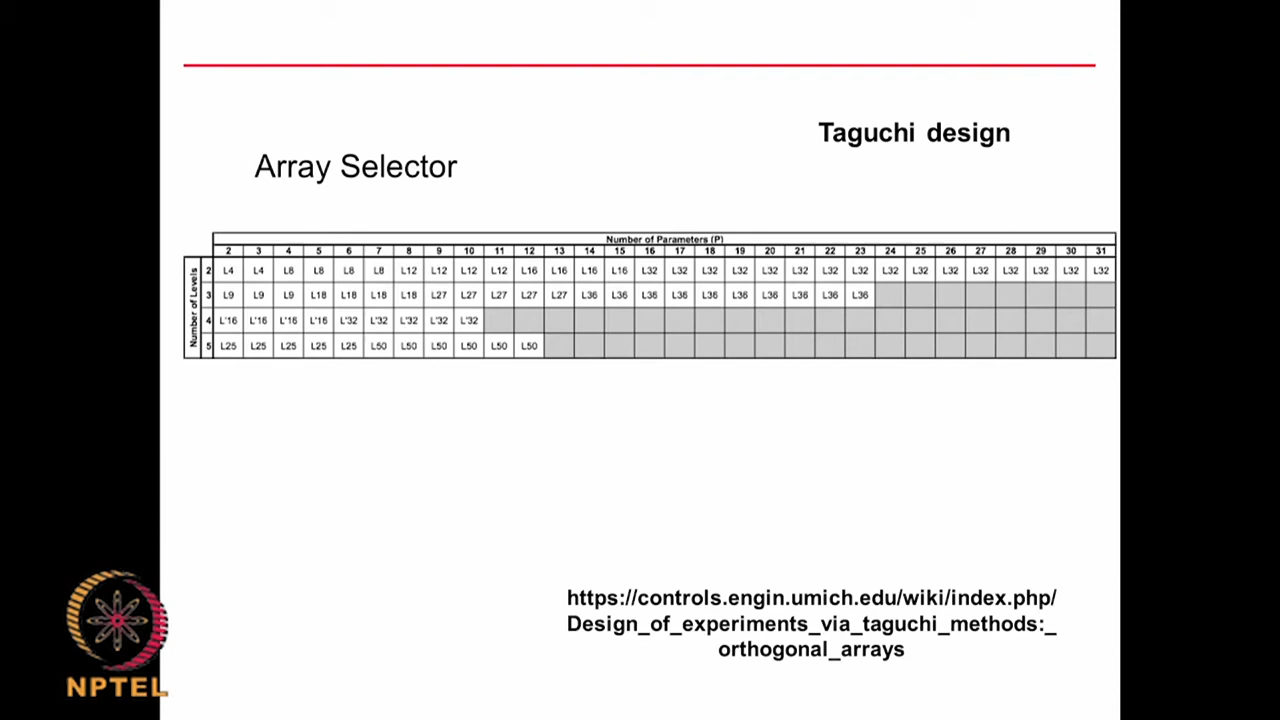 Taguchi design
Array Selector
Number of Parameters (P)
2 3 4 5 6 7 8 9 10 11 12 13 14 15 16 17 18 19 20 21 22 23 24 25 26 27 28 29 30 31
Number of Levels
2 L4 L4 L8 L8 L8 L8 L12 L12 L12 L12 L16 L16 L16 L16 L32 L32 L32 L32 L32 L32 L32 L32 L32 L32 L32 L32 L32 L32 L32 L32
3 L9 L9 L9 L18 L18 L18 L18 L27 L27 L27 L27 L27 L36 L36 L36 L36 L36 L36 L36 L36 L36 L36
4 L'16 L'16 L'16 L'16 L'32 L'32 L'32 L'32 L'32
5 L25 L25 L25 L25 L25 L50 L50 L50 L50 L50 L50
https://controls.engin.umich.edu/wiki/index.php/
Design_of_experiments_via_taguchi_methods:_
orthogonal_arrays
NPTEL